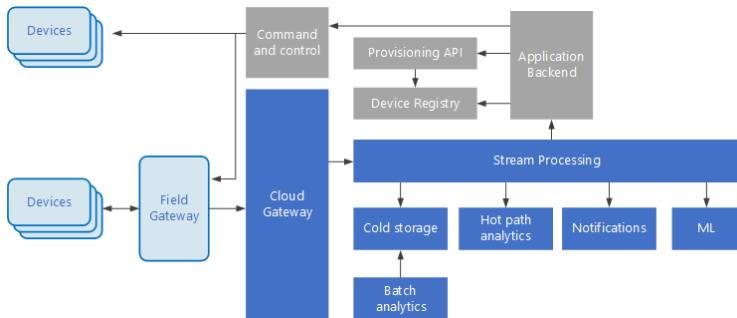 Devices
Command
and control
Provisioning API
Application
Backend
Device Registry
Stream Processing
Devices
Field
Gateway
Cloud
Gateway
Cold storage
Hot path
analytics
Notifications
ML
Batch
analytics